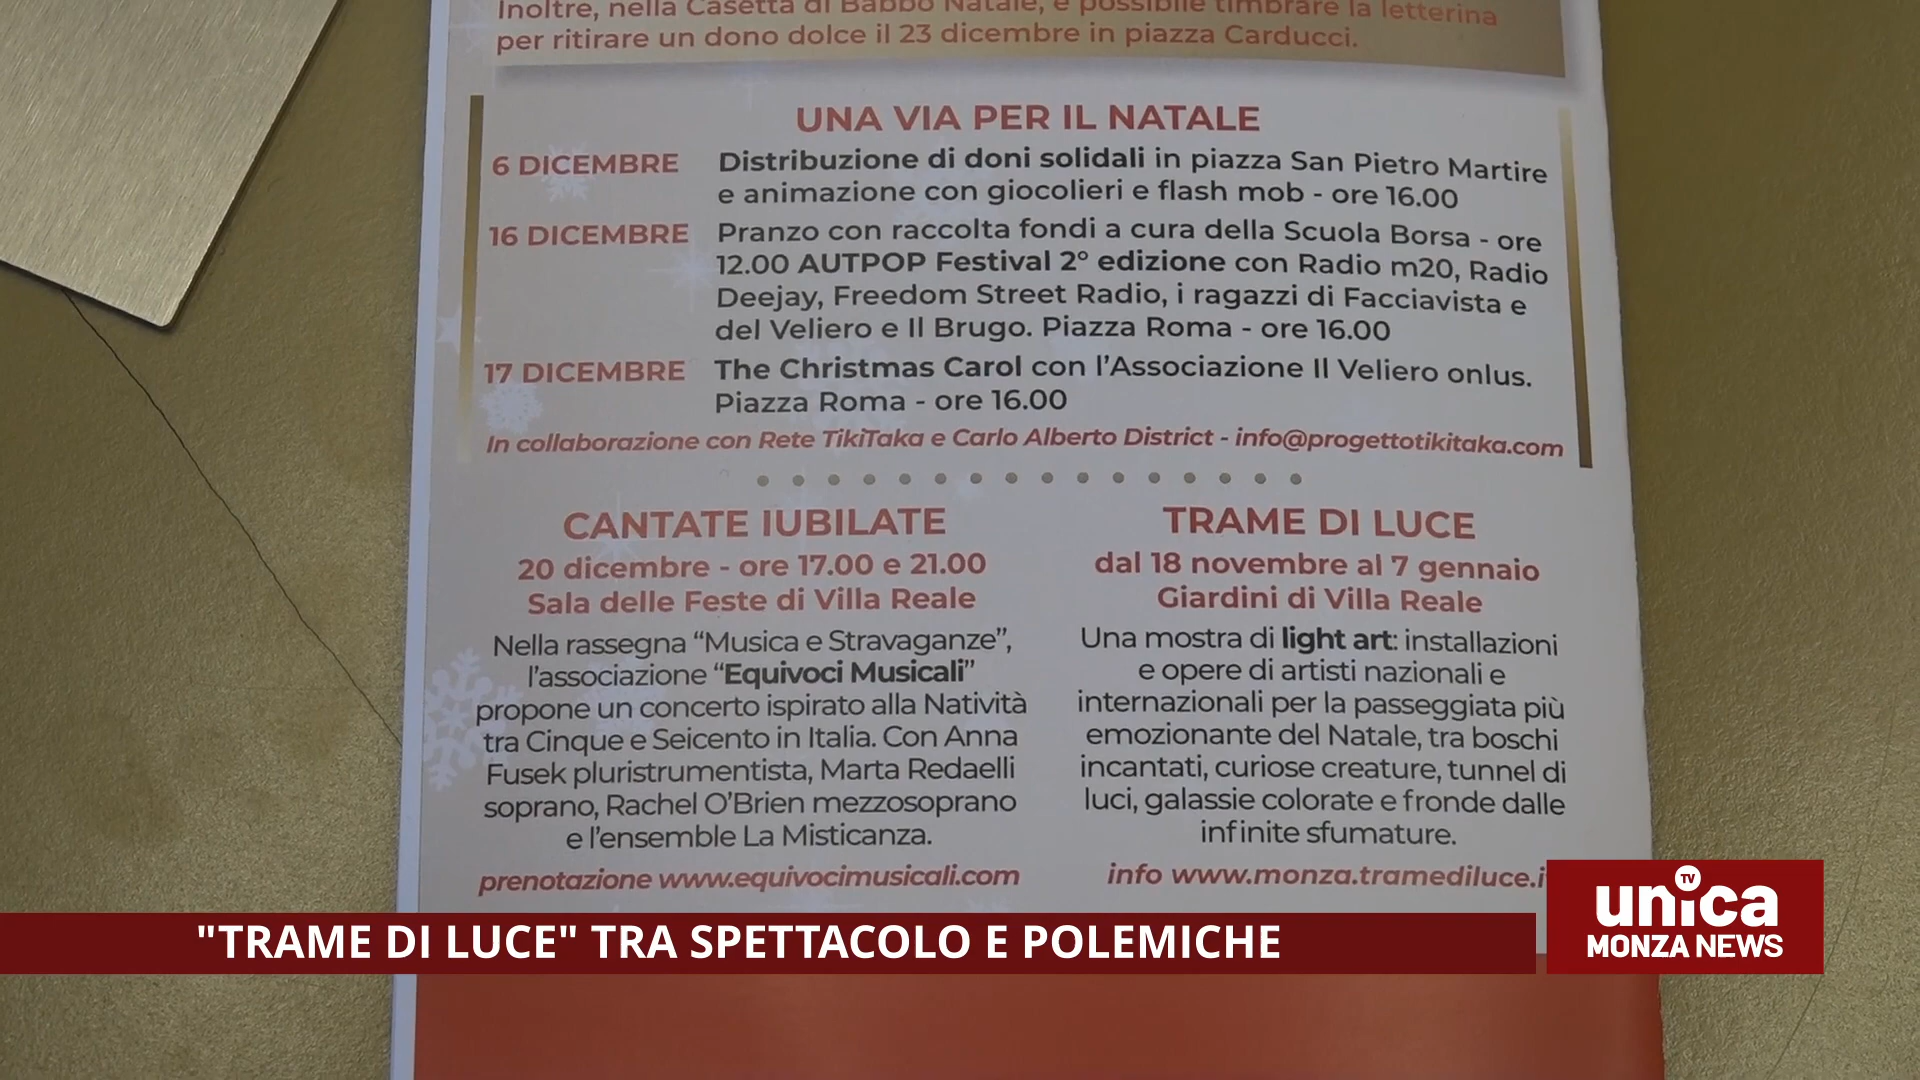 Inoltre, nella Casetta di Babbo Natale, è possibile timbrare la letterina
per ritirare un dono dolce il 23 dicembre in piazza Carducci.
UNA VIA PER IL NATALE
6 DICEMBRE Distribuzione di doni solidali in piazza San Pietro Martire
e animazione con giocolieri e flash mob - ore 16.00
16 DICEMBRE Pranzo con raccolta fondi a cura della Scuola Borsa - ore
12.00 AUTPOP Festival 2° edizione con Radio m20, Radio
Deejay, Freedom Street Radio, i ragazzi di Facciavista e
del Veliero e Il Brugo. Piazza Roma - ore 16.00
17 DICEMBRE The Christmas Carol con l'Associazione Il Veliero onlus.
Piazza Roma - ore 16.00
In collaborazione con Rete TikiTaka e Carlo Alberto District - info@progettotikitaka.com
CANTATE IUBILATE
20 dicembre - ore 17.00 e 21.00
Sala delle Feste di Villa Reale
Nella rassegna “Musica e Stravaganze”,
l'associazione “Equivoci Musicali”
propone un concerto ispirato alla Natività
tra Cinque e Seicento in Italia. Con Anna
Fusek pluristrumentista, Marta Redaelli
soprano, Rachel O'Brien mezzosoprano
e l'ensemble La Misticanza.
prenotazione www.equivocimusicali.com
TRAME DI LUCE
dal 18 novembre al 7 gennaio
Giardini di Villa Reale
Una mostra di light art: installazioni
e opere di artisti nazionali e
internazionali per la passeggiata più
emozionante del Natale, tra boschi
incantati, curiose creature, tunnel di
luci, galassie colorate e fronde dalle
infinite sfumature.
info www.monza.tramediluce.i
"TRAME DI LUCE" TRA SPETTACOLO E POLEMICHE
TV
unica
MONZA NEWS